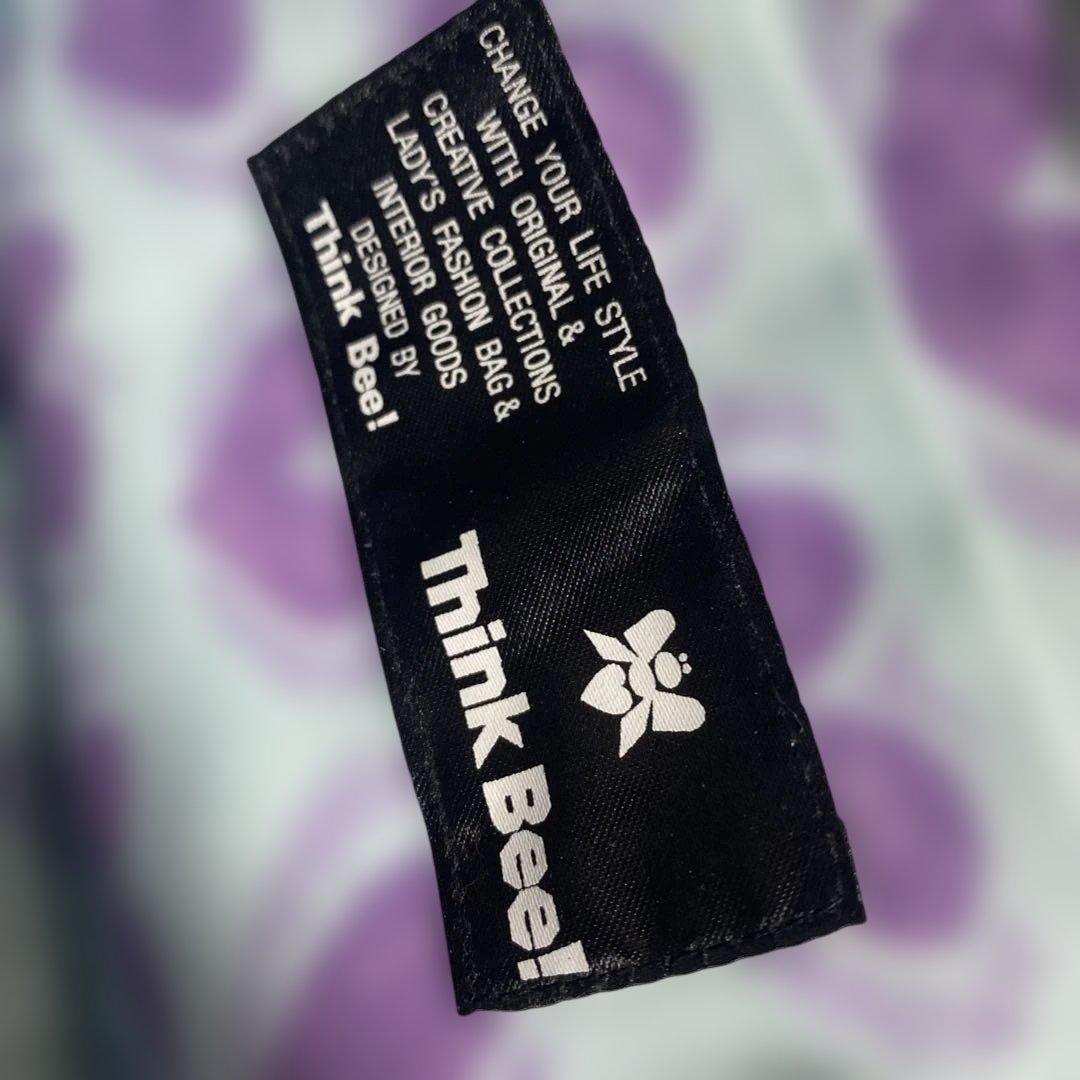 CHANGE YOUR LIFE STYLE
WITH ORIGINAL &
CREATIVE COLLECTIONS
LADY'S FASHION BAG &
INTERIOR GOODS
DESIGNED BY
Think Bee!
Think Bee!